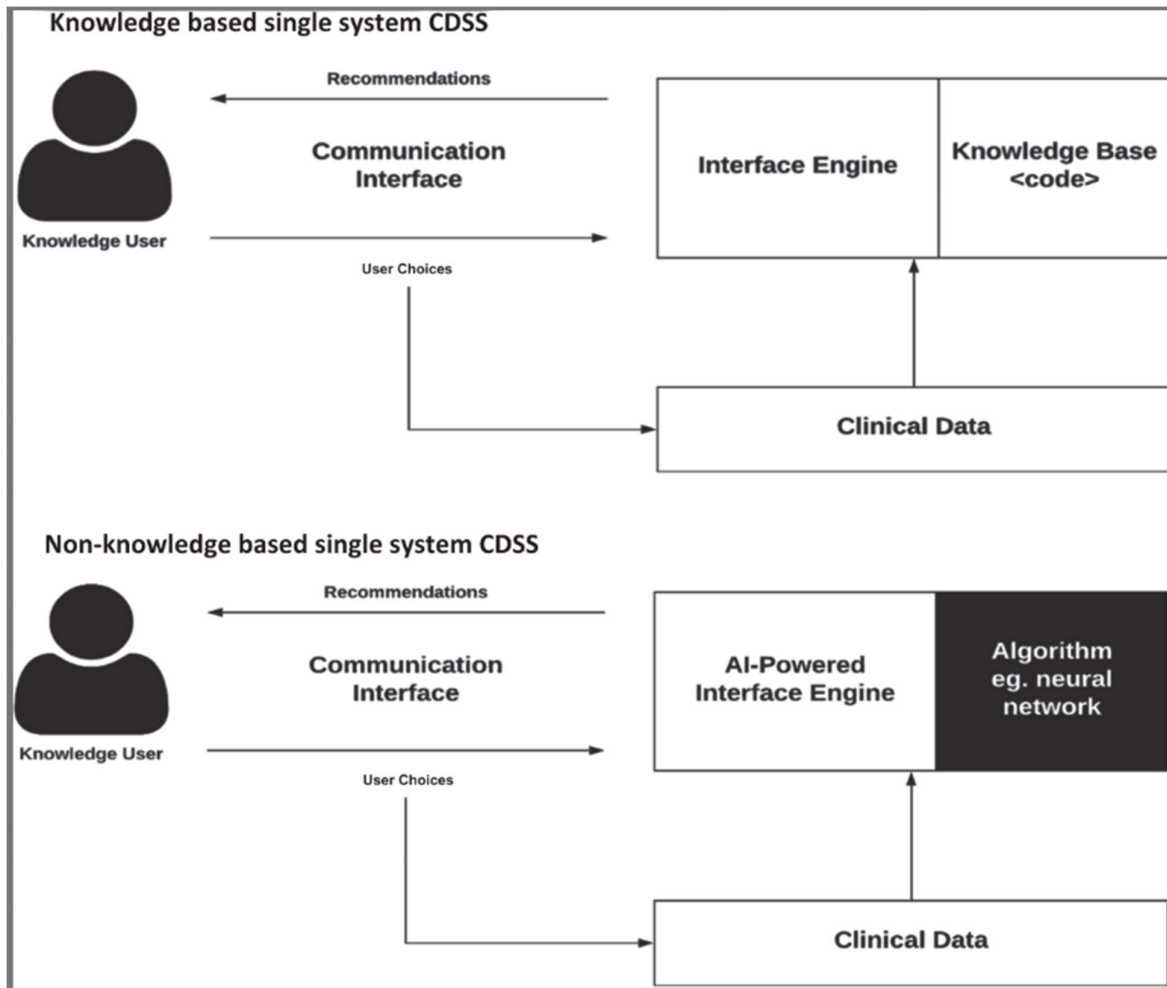 Knowledge based single system CDSS
Recommendations
Communication
Interface
Knowledge User
User Choices
Interface Engine
Knowledge Base
<code>
Clinical Data
Non-knowledge based single system CDSS
Recommendations
Communication
Interface
Knowledge User
User Choices
AI-Powered
Interface Engine
Algorithm
eg. neural
network
Clinical Data